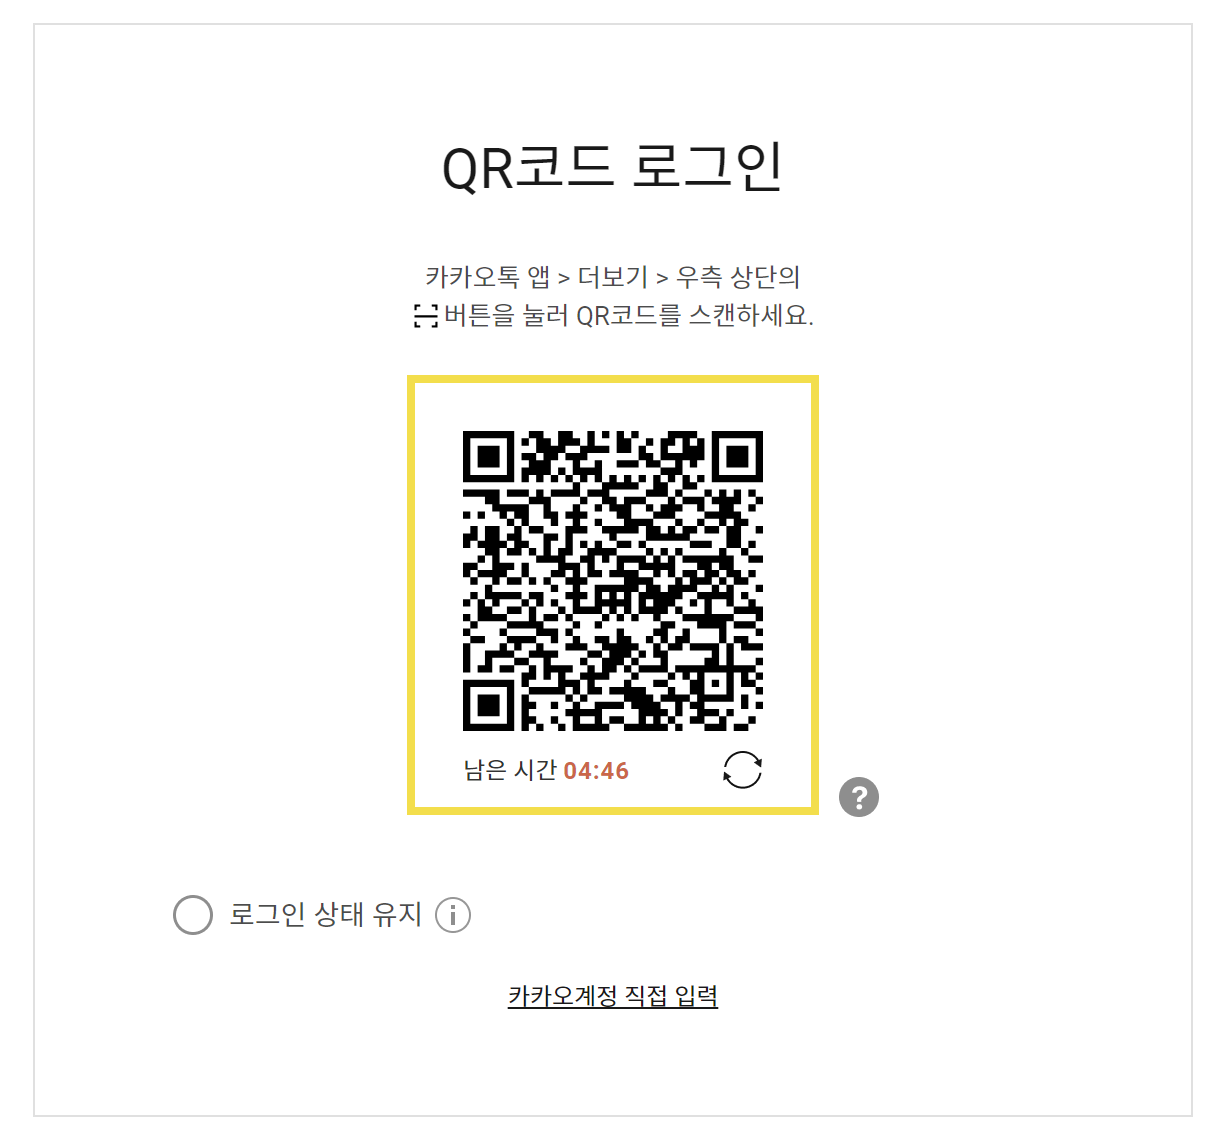 QR코드 로그인
카카오톡 앱 > 더보기 > 우측 상단의
버튼을 눌러 QR코드를 스캔하세요.
남은 시간 04:46
?
로그인 상태 유지 i
카카오계정 직접 입력